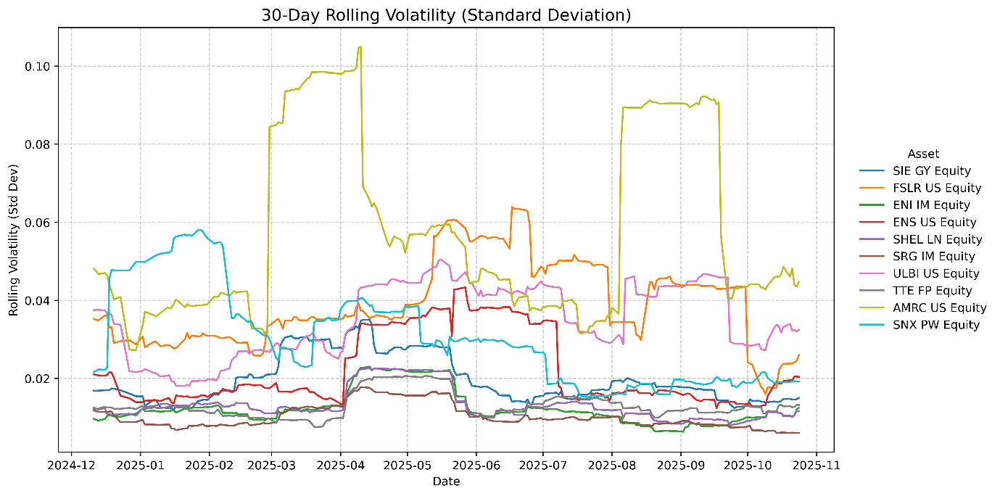 30-Day Rolling Volatility (Standard Deviation)
Rolling Volatility (Std Dev)
0.10
0.08
0.06
0.04
0.02
2024-12 2025-01 2025-02 2025-03 2025-04 2025-05 2025-06 2025-07 2025-08 2025-09 2025-10 2025-11
Date
Asset
SIE GY Equity
FSLR US Equity
ENI IM Equity
ENS US Equity
SHEL LN Equity
SRG IM Equity
ULBI US Equity
TTE FP Equity
AMRC US Equity
SNX PW Equity